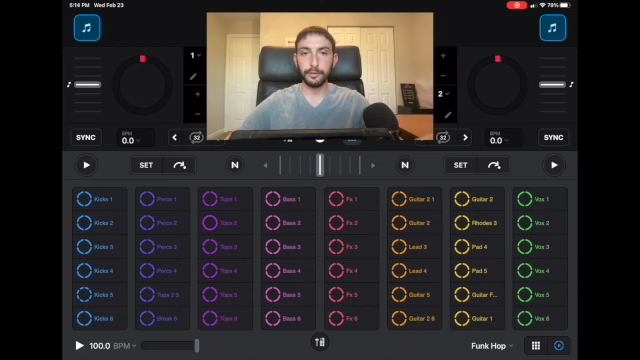 5:14 PM Wed Feb 23
79%
1
2
SYNC
BPM
0.0
32
32
BPM
0.0
SYNC
SET
N
N
SET
Kicks 1 Percs 1 Tops 1 Bass 1 Fx 1 Guitar 2 1 Guitar 2 Vox 1
Kicks 2 Percs 2 Tops 2 Bass 2 Fx 2 Guitar 2 Rhodes 3 Vox 2
Kicks 3 Percs 3 Tops 3 Bass 3 Fx 3 Lead 3 Pad 4 Vox 3
Kicks 4 Percs 4 Tops 4 Bass 4 Fx 4 Lead 4 Pad 5 Vox 4
Kicks 5 Tops 2 5 Tops 5 Bass 5 Fx 5 Guitar 5 Guitar F... Vox 5
Kicks 6 Break 6 Tops 6 Bass 6 Fx 6 Guitar 2 6 Guitar 1 Vox 6
100.0 BPM
Funk Hop